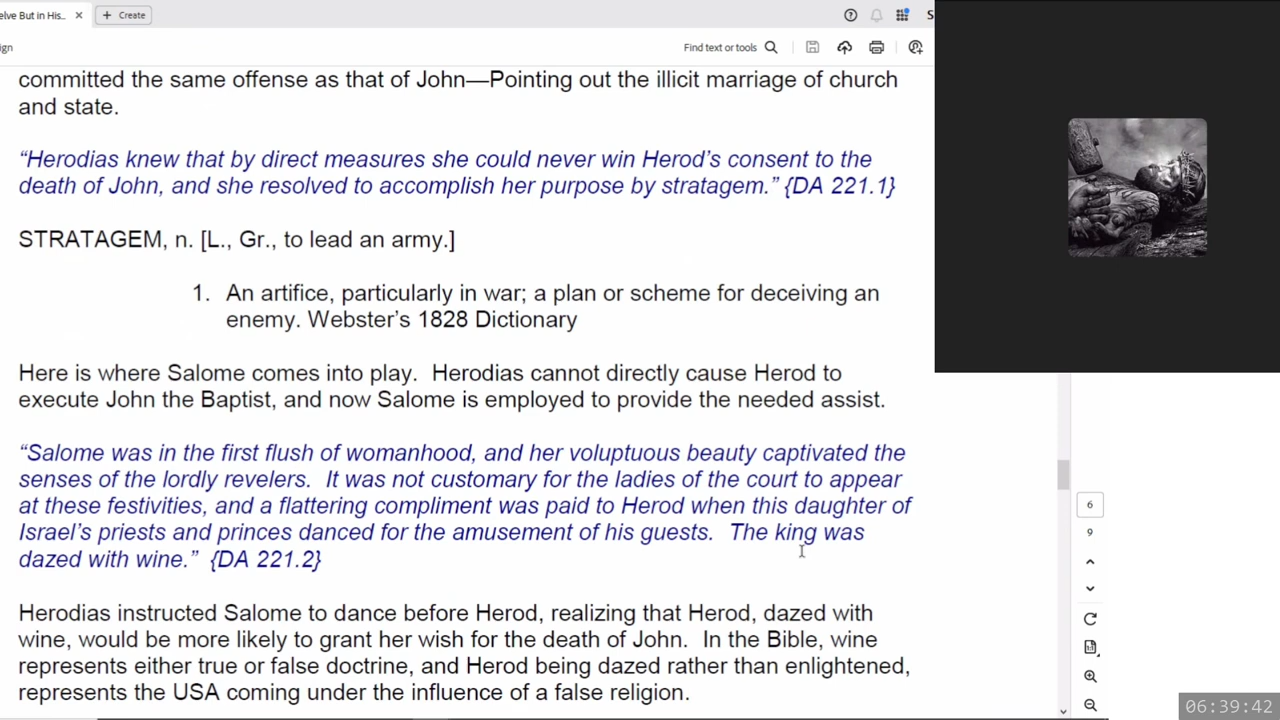 elve But in His..
×
+ Create
S
ign
Find text or tools
committed the same offense as that of John—Pointing out the illicit marriage of church
and state.
“Herodias knew that by direct measures she could never win Herod’s consent to the
death of John, and she resolved to accomplish her purpose by stratagem.” {DA 221.1}
STRATAGEM, n. [L., Gr., to lead an army.]
1. An artifice, particularly in war; a plan or scheme for deceiving an
enemy. Webster’s 1828 Dictionary
Here is where Salome comes into play.  Herodias cannot directly cause Herod to
execute John the Baptist, and now Salome is employed to provide the needed assist.
“Salome was in the first flush of womanhood, and her voluptuous beauty captivated the
senses of the lordly revelers.  It was not customary for the ladies of the court to appear
at these festivities, and a flattering compliment was paid to Herod when this daughter of
Israel’s priests and princes danced for the amusement of his guests.  The king was
dazed with wine.”  {DA 221.2}
Herodias instructed Salome to dance before Herod, realizing that Herod, dazed with
wine, would be more likely to grant her wish for the death of John.  In the Bible, wine
represents either true or false doctrine, and Herod being dazed rather than enlightened,
represents the USA coming under the influence of a false religion.
6
9
06:39:42